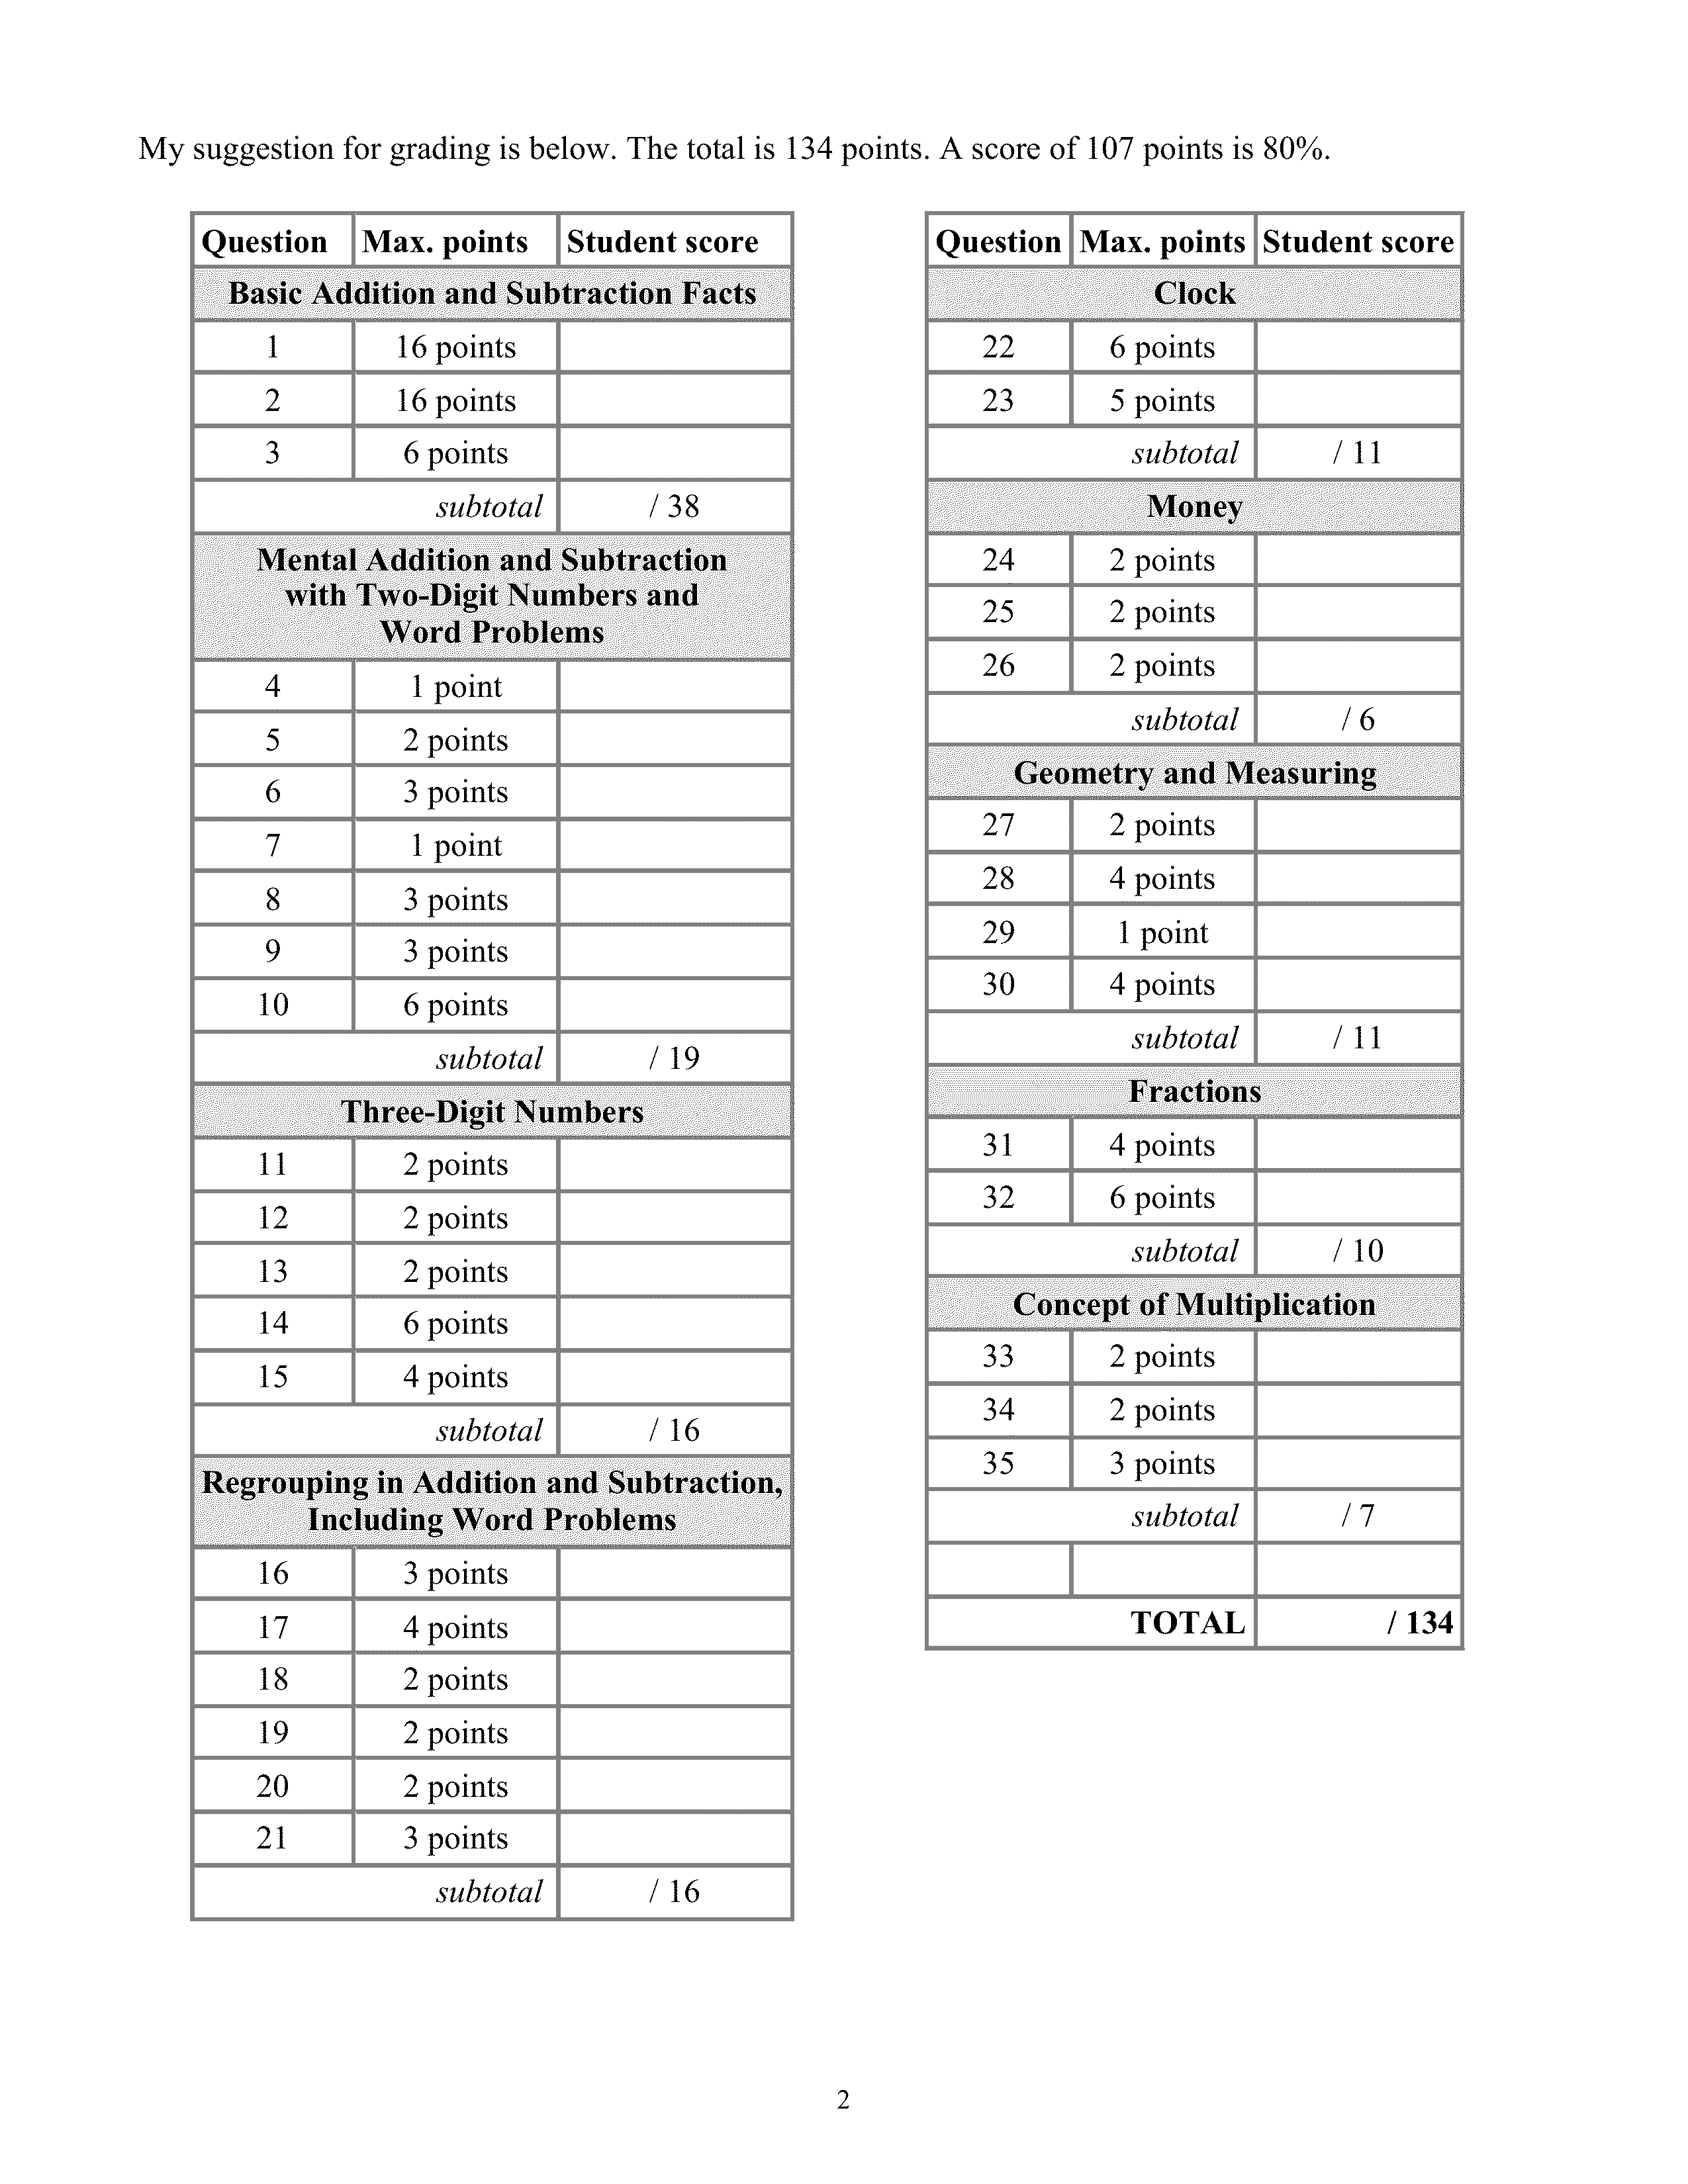 My suggestion for grading is below. The total is 134 points. A score of 107 points is 80%.
Question Max. points Student score
Basic Addition and Subtraction Facts
1 16 points
2 16 points
3 6 points
subtotal / 38
Mental Addition and Subtraction
with Two-Digit Numbers and
Word Problems
4 1 point
5 2 points
6 3 points
7 1 point
8 3 points
9 3 points
10 6 points
subtotal / 19
Three-Digit Numbers
11 2 points
12 2 points
13 2 points
14 6 points
15 4 points
subtotal / 16
Regrouping in Addition and Subtraction,
Including Word Problems
16 3 points
17 4 points
18 2 points
19 2 points
20 2 points
21 3 points
subtotal / 16
Question Max. points Student score
Clock
22 6 points
23 5 points
subtotal / 11
Money
24 2 points
25 2 points
26 2 points
subtotal / 6
Geometry and Measuring
27 2 points
28 4 points
29 1 point
30 4 points
subtotal / 11
Fractions
31 4 points
32 6 points
subtotal / 10
Concept of Multiplication
33 2 points
34 2 points
35 3 points
subtotal / 7
TOTAL / 134
2